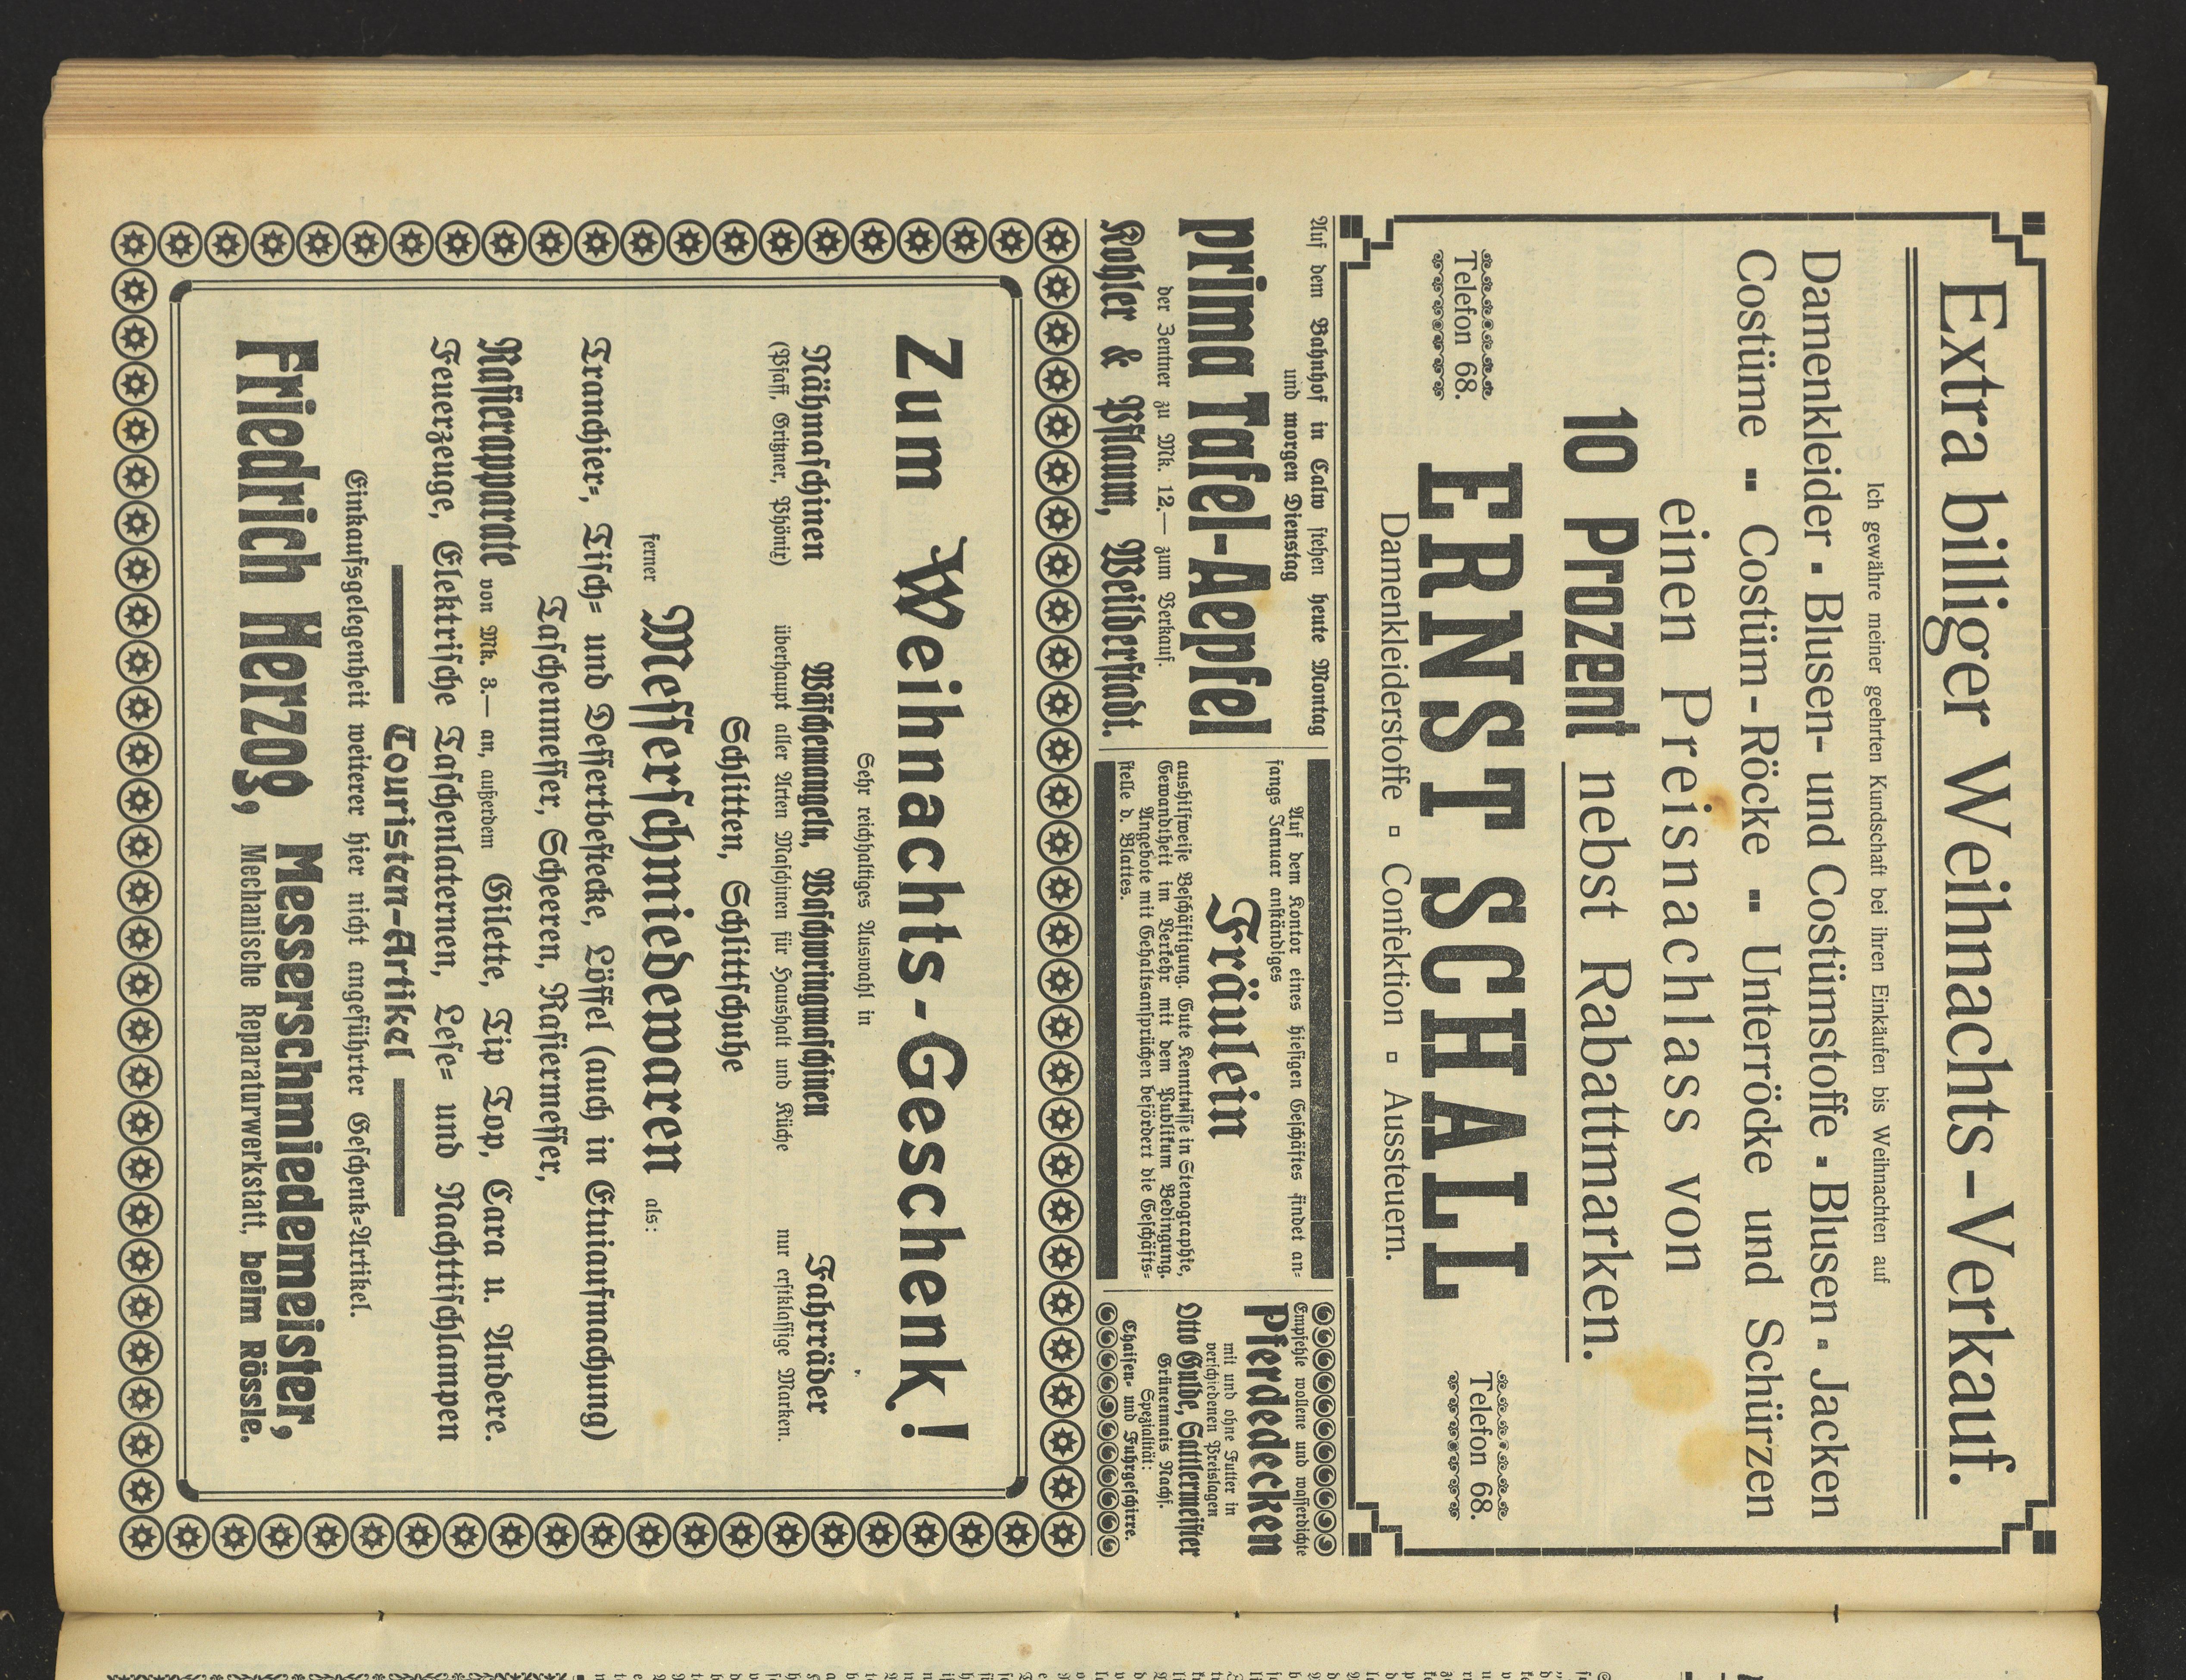 Extra billiger Weihnachts-Verkauf.
Ich gewähre meiner geehrten Kundschaft bei ihren Einkäufen bis Weihnachten auf
Damenkleider - Blusen- und Costümstoffe - Blusen - Jacken
Costüme -- Costüm-Röcke -- Unterröcke und Schürzen
einen Preisnachlass von
10 Prozent nebst Rabattmarken.
Telefon 68.
ERNST SCHALL
Telefon 68.
Damenkleiderstoffe ▫ Confektion ▫ Aussteuern.
Auf dem Bahnhof in Calw stehen heute Montag
und morgen Dienstag
prima Tafel-Aepfel
der Zentner zu Mk. 12.— zum Verkauf.
Kohler & Pflaum, Weilderstadt.
Auf dem Kontor eines hiesigen Geschäftes findet an-
fangs Januar anständiges
Fräulein
aushilfweise Beschäftigung. Gute Kenntnisse in Stenographie,
Gewandtheit im Verkehr mit dem Publikum Bedingung.
Angebote mit Gehaltsansprüchen befördert die Geschäfts-
stelle d. Blattes.
Empfehle wollene und wasserdichte
Pferdedecken
mit und ohne Futter in
verschiedenen Preislagen
Otto Gulde, Sattlermeister
Grünenmais Nachf.
Spezialität:
Chaisen- und Fuhrgeschirre.
Zum Weihnachts-Geschenk!
Sehr reichhaltiges Auswahl in
Nähmaschinen Wäschemangeln, Waschwringmaschinen Fahrräder
(Pfaff, Gritzner, Phönix) überhaupt aller Arten Maschinen für Haushalt und Küche nur erstklassige Marken.
Schlitten, Schlittschuhe
ferner Messerschmiedewaren als:
Tranchier-, Tisch- und Dessertbestecke, Löffel (auch in Etuiaufmachung)
Taschenmesser, Scheeren, Rasiermesser,
Rasierapparate von Mk. 3.— an, außerdem Gilette, Tip Top, Cara u. Andere.
Feuerzeuge, Elektrische Taschenlaternen, Lese- und Nachttischlampen
Touristen-Artikel
Einkaufsgelegenheit weiterer hier nicht angeführter Geschenk-Artikel.
Friedrich Herzog, Messerschmiedemeister,
Mechanische Reparaturwerkstatt, beim Rössle.